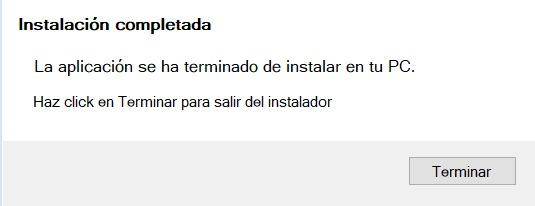 Instalación completada
La aplicación se ha terminado de instalar en tu PC.
Haz click en Terminar para salir del instalador
Terminar